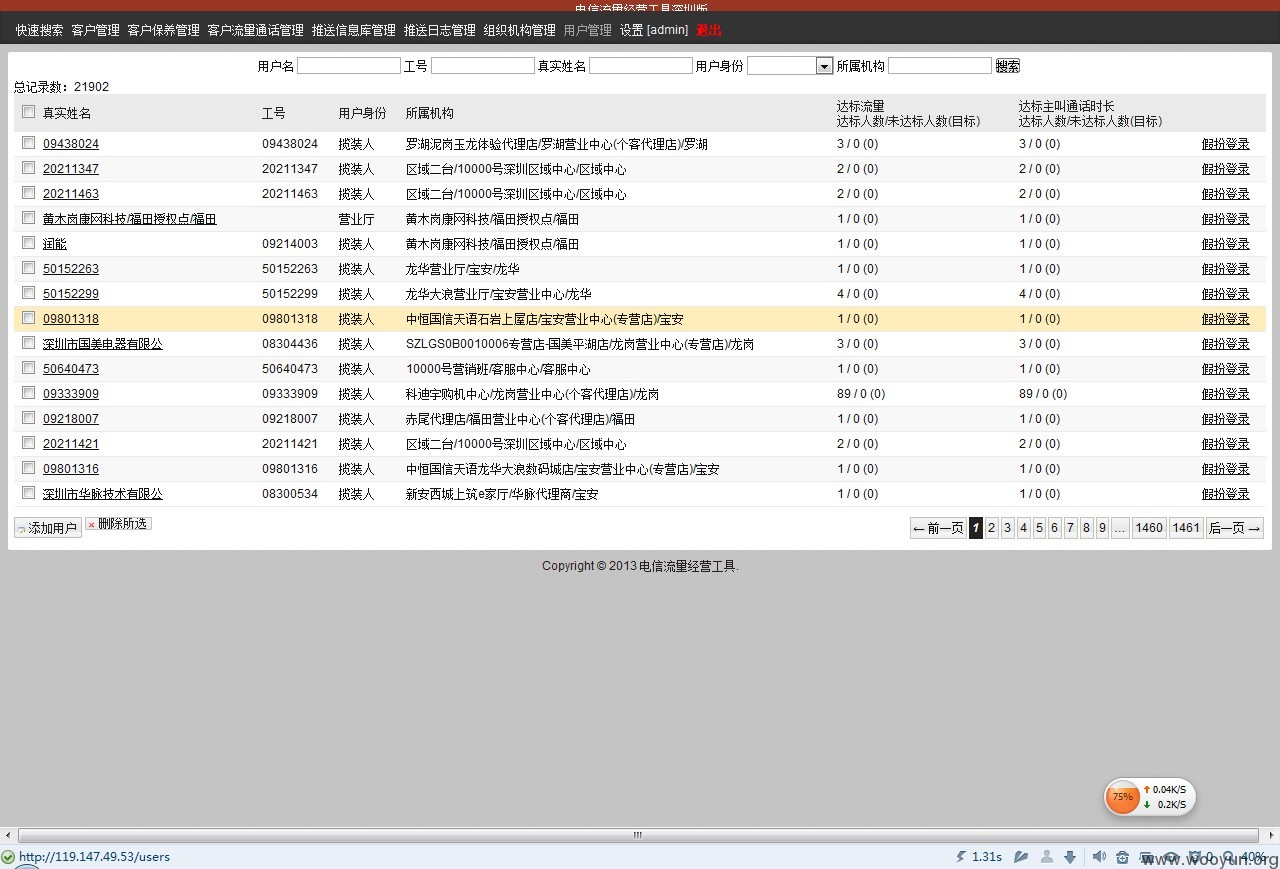 电信流量经营工具深圳版
快速搜索 客户管理 客户保养管理 客户流量通话管理 推送信息库管理 推送日志管理 组织机构管理 用户管理 设置 [admin] 退出
用户名 工号 真实姓名 用户身份 所属机构 搜索
总记录数：21902
真实姓名 工号 用户身份 所属机构 达标流量 达标主叫通话时长
达标人数/未达标人数(目标) 达标人数/未达标人数(目标)
09438024 09438024 揽装人 罗湖泥岗玉龙体验代理店/罗湖营业中心(个客代理店)/罗湖 3 / 0 (0) 3 / 0 (0) 假扮登录
20211347 20211347 揽装人 区域二台/10000号深圳区域中心/区域中心 2 / 0 (0) 2 / 0 (0) 假扮登录
20211463 20211463 揽装人 区域二台/10000号深圳区域中心/区域中心 2 / 0 (0) 2 / 0 (0) 假扮登录
黄木岗康网科技/福田授权点/福田 营业厅 黄木岗康网科技/福田授权点/福田 1 / 0 (0) 1 / 0 (0) 假扮登录
润能 09214003 揽装人 黄木岗康网科技/福田授权点/福田 1 / 0 (0) 1 / 0 (0) 假扮登录
50152263 50152263 揽装人 龙华营业厅/宝安/龙华 1 / 0 (0) 1 / 0 (0) 假扮登录
50152299 50152299 揽装人 龙华大浪营业厅/宝安营业中心/龙华 4 / 0 (0) 4 / 0 (0) 假扮登录
09801318 09801318 揽装人 中恒国信天语石岩上屋店/宝安营业中心(专营店)/宝安 1 / 0 (0) 1 / 0 (0) 假扮登录
深圳市国美电器有限公 08304436 揽装人 SZLGS0B0010006专营店-国美平湖店/龙岗营业中心(专营店)/龙岗 3 / 0 (0) 3 / 0 (0) 假扮登录
50640473 50640473 揽装人 10000号营销班/客服中心/客服中心 1 / 0 (0) 1 / 0 (0) 假扮登录
09333909 09333909 揽装人 科迪宇购机中心/龙岗营业中心(个客代理店)/龙岗 89 / 0 (0) 89 / 0 (0) 假扮登录
09218007 09218007 揽装人 赤尾代理店/福田营业中心(个客代理店)/福田 1 / 0 (0) 1 / 0 (0) 假扮登录
20211421 20211421 揽装人 区域二台/10000号深圳区域中心/区域中心 2 / 0 (0) 2 / 0 (0) 假扮登录
09801316 09801316 揽装人 中恒国信天语龙华大浪数码城店/宝安营业中心(专营店)/宝安 1 / 0 (0) 1 / 0 (0) 假扮登录
深圳市华脉技术有限公 08300534 揽装人 新安西城上筑e家厅/华脉代理商/宝安 1 / 0 (0) 1 / 0 (0) 假扮登录
添加用户 删除所选 ←前一页 1 2 3 4 5 6 7 8 9 … 1460 1461 后一页→
Copyright © 2013 电信流量经营工具.
75% 0.04K/S
0.2K/S
http://119.147.49.53/users 1.31s 0 40%
www.wooyun.org